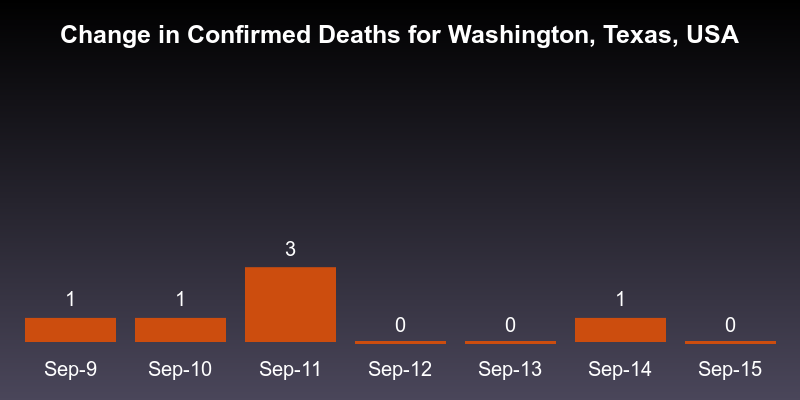 Change in Confirmed Deaths for Washington, Texas, USA
3
1 1 1
0 0 0
Sep-9 Sep-10 Sep-11 Sep-12 Sep-13 Sep-14 Sep-15